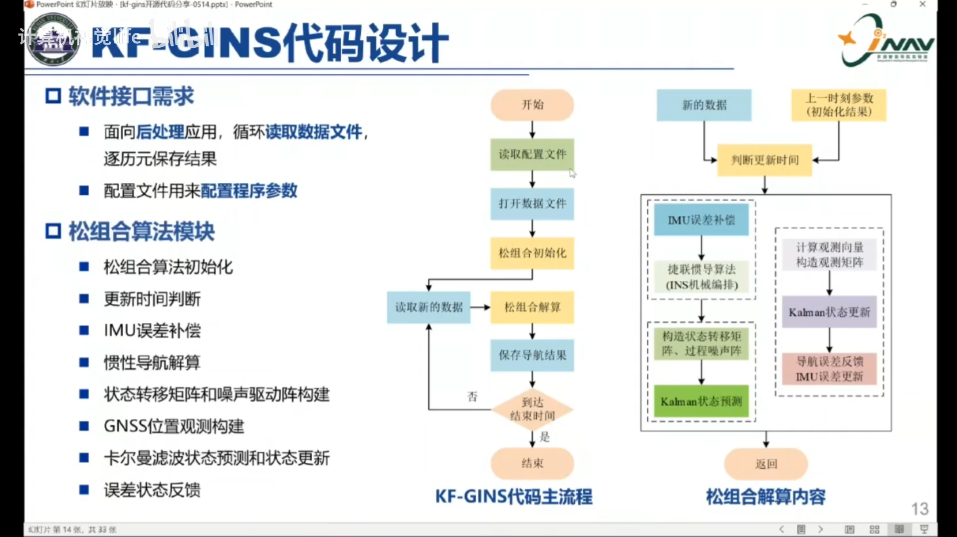 PowerPoint 幻灯片放映 - [kf-gins开源代码分享-0514.pptx] - PowerPoint
计算机视觉life
KF-GINS代码设计
NAV
软件接口需求
面向后处理应用，循环读取数据文件，
逐历元保存结果
配置文件用来配置程序参数
松组合算法模块
松组合算法初始化
更新时间判断
IMU误差补偿
惯性导航解算
状态转移矩阵和噪声驱动阵构建
GNSS位置观测构建
卡尔曼滤波状态预测和状态更新
误差状态反馈
开始
读取配置文件
打开数据文件
松组合初始化
读取新的数据
松组合解算
保存导航结果
否
到达
结束时间
是
结束
KF-GINS代码主流程
新的数据
上一时刻参数
(初始化结果)
判断更新时间
IMU误差补偿
捷联惯导算法
(INS机械编排)
构造状态转移矩
阵、过程噪声阵
Kalman状态预测
计算观测向量
构造观测矩阵
Kalman状态更新
导航误差反馈
IMU误差更新
返回
松组合解算内容
13
幻灯片 第 14 张，共 33 张